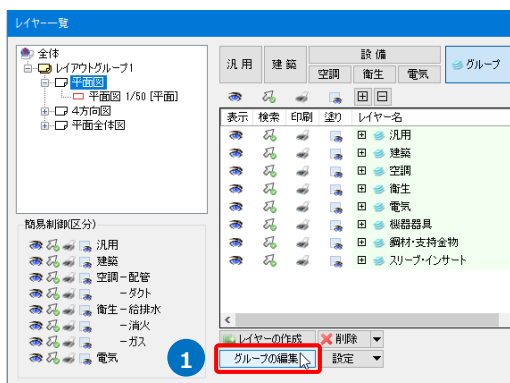 レイヤー一覧
全体
レイアウトグループ1
平面図
平面図 1/50 [平面]
4方向図
平面全体図
簡易制御(区分)
汎用
建築
空調－配管
－ダクト
衛生－給排水
－消火
－ガス
電気
汎用 建築 設備 グループ
空調 衛生 電気
表示 検索 印刷 塗り レイヤー名
汎用
建築
空調
衛生
電気
機器器具
鋼材・支持金物
スリーブ・インサート
レイヤーの作成 削除
グループの編集 設定
1